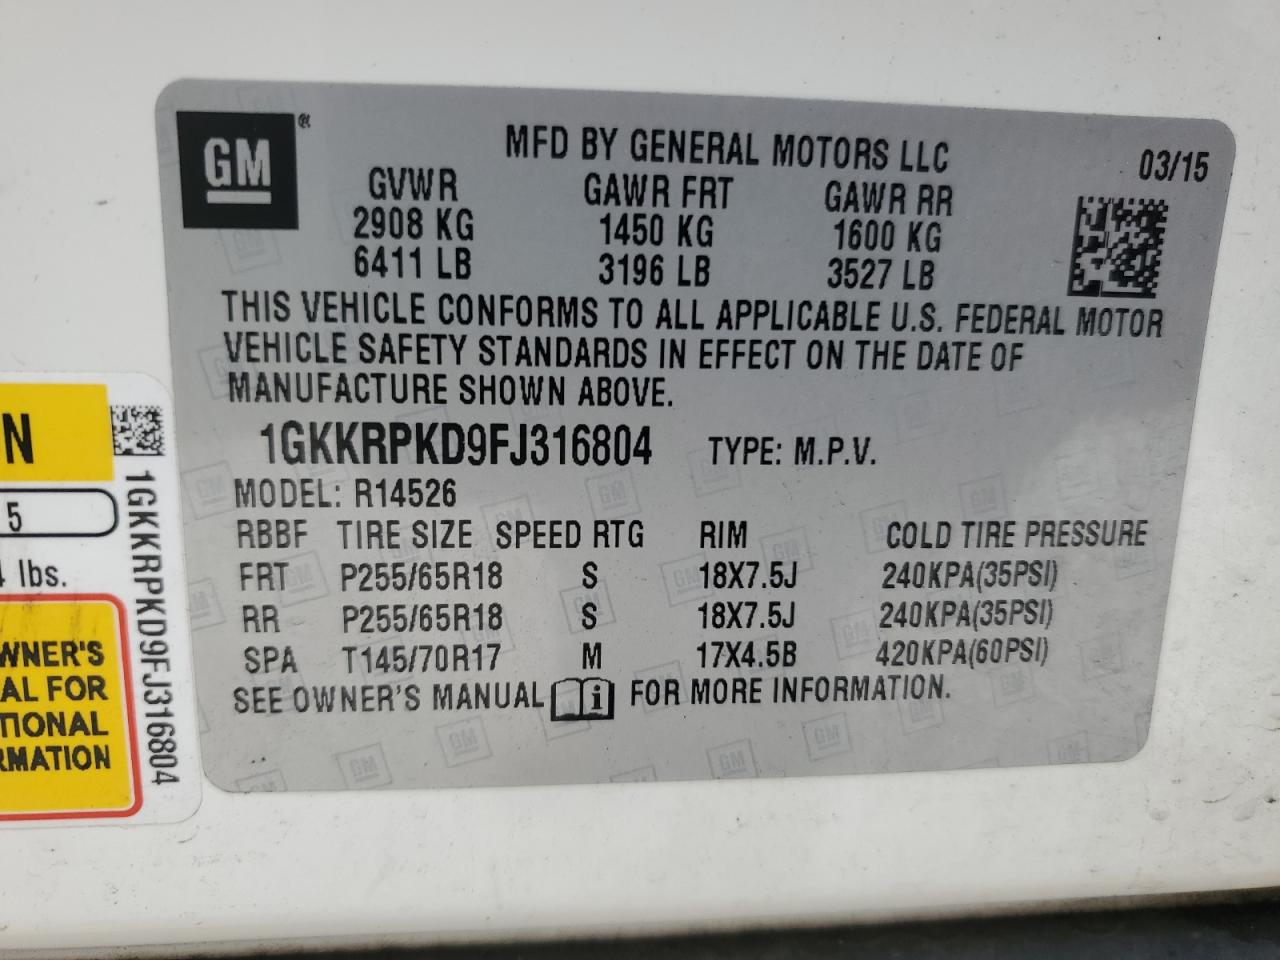 GM
MFD BY GENERAL MOTORS LLC 03/15
GVWR GAWR FRT GAWR RR
2908 KG 1450 KG 1600 KG
6411 LB 3196 LB 3527 LB
THIS VEHICLE CONFORMS TO ALL APPLICABLE U.S. FEDERAL MOTOR
VEHICLE SAFETY STANDARDS IN EFFECT ON THE DATE OF
MANUFACTURE SHOWN ABOVE.
1GKKRPKD9FJ316804 TYPE: M.P.V.
MODEL: R14526
RBBF TIRE SIZE SPEED RTG RIM COLD TIRE PRESSURE
FRT P255/65R18 S 18X7.5J 240KPA(35PSI)
RR P255/65R18 S 18X7.5J 240KPA(35PSI)
SPA T145/70R17 M 17X4.5B 420KPA(60PSI)
SEE OWNER'S MANUAL i FOR MORE INFORMATION.
N
5
lbs.
WNER'S
AL FOR
TIONAL
RMATION
1GKKRPKD9FJ316804